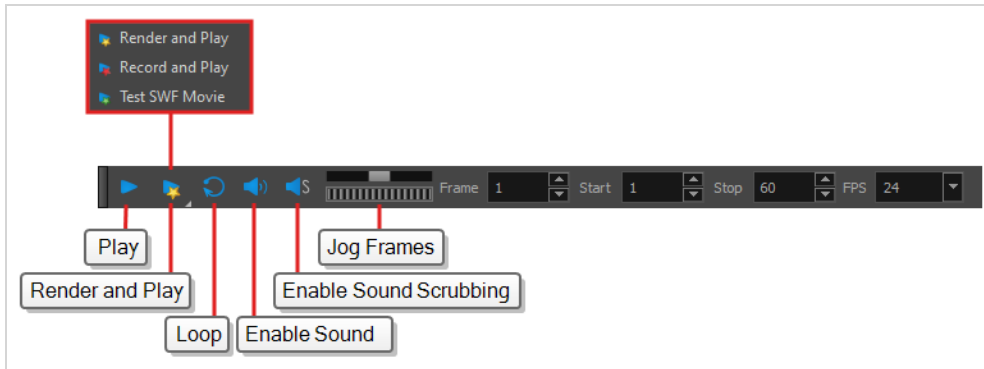 Render and Play
Record and Play
Test SWF Movie
S Frame 1 Start 1 Stop 60 FPS 24
Play
Jog Frames
Render and Play
Enable Sound Scrubbing
Loop
Enable Sound